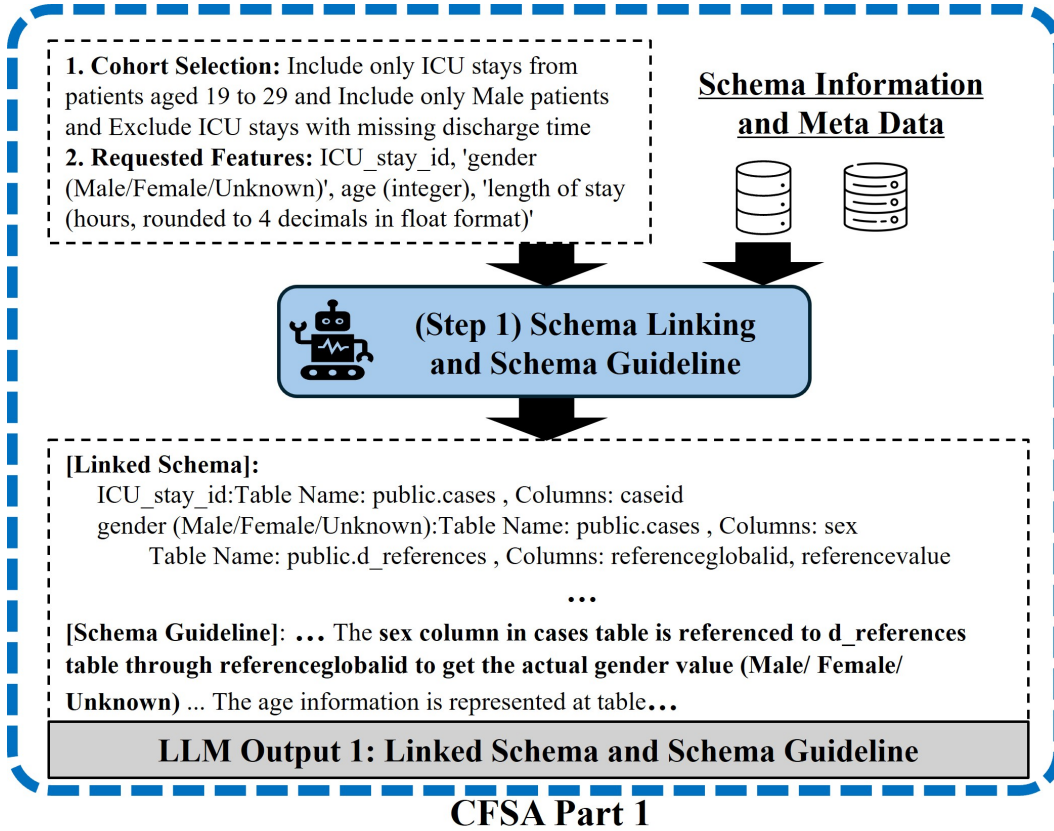 1. Cohort Selection: Include only ICU stays from
patients aged 19 to 29 and Include only Male patients
and Exclude ICU stays with missing discharge time
2. Requested Features: ICU_stay_id, 'gender
(Male/Female/Unknown)', age (integer), 'length of stay
(hours, rounded to 4 decimals in float format)'
Schema Information
and Meta Data
(Step 1) Schema Linking
and Schema Guideline
[Linked Schema]:
ICU_stay_id:Table Name: public.cases , Columns: caseid
gender (Male/Female/Unknown):Table Name: public.cases , Columns: sex
Table Name: public.d_references , Columns: referenceglobalid, referencevalue
...
[Schema Guideline]: ... The sex column in cases table is referenced to d_references
table through referenceglobalid to get the actual gender value (Male/ Female/
Unknown) ... The age information is represented at table...
LLM Output 1: Linked Schema and Schema Guideline
CFSA Part 1